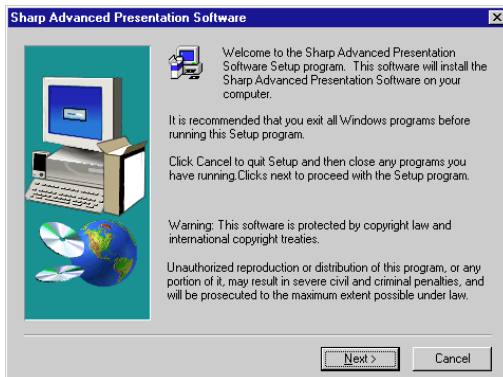 Sharp Advanced Presentation Software
Welcome to the Sharp Advanced Presentation
Software Setup program. This software will install the
Sharp Advanced Presentation Software on your
computer.
It is recommended that you exit all Windows programs before
running this Setup program.
Click Cancel to quit Setup and then close any programs you
have running.Clicks next to proceed with the Setup program.
Warning: This software is protected by copyright law and
international copyright treaties.
Unauthorized reproduction or distribution of this program, or any
portion of it, may result in severe civil and criminal penalties, and
will be prosecuted to the maximum extent possible under law.
Next >
Cancel